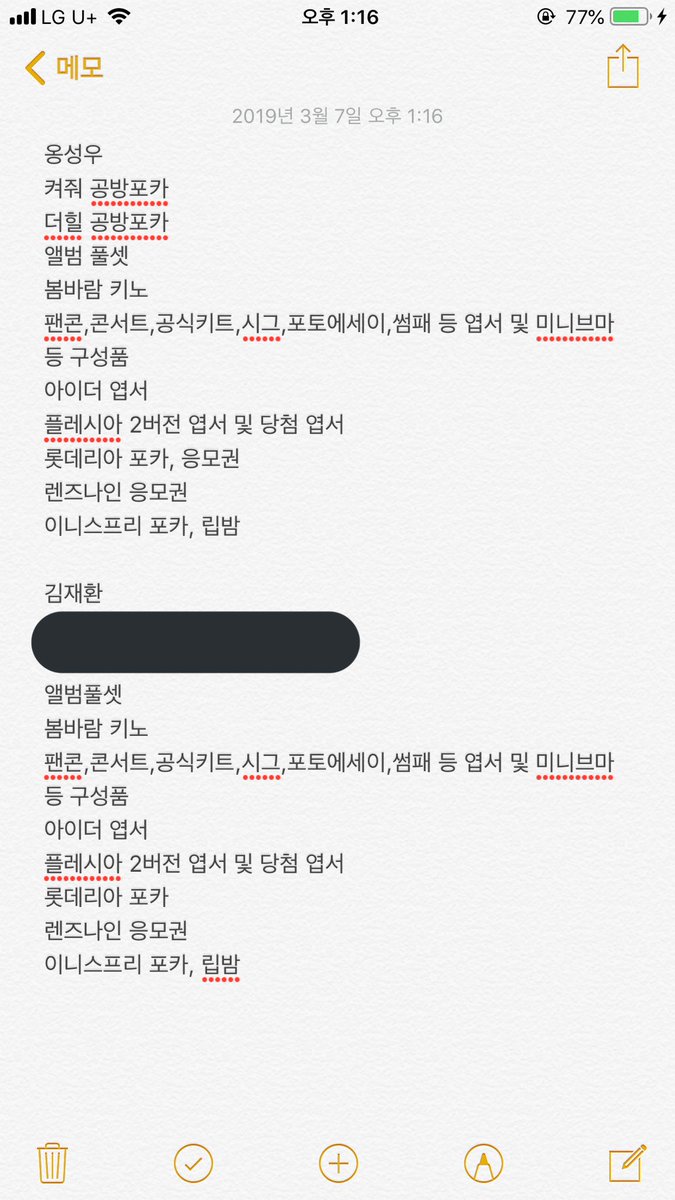 LG U+ 오후 1:16 77%
메모
2019년 3월 7일 오후 1:16
옹성우
켜줘 공방포카
더힐 공방포카
앨범 풀셋
봄바람 키노
팬콘,콘서트,공식키트,시그,포토에세이,썸패 등 엽서 및 미니브마
등 구성품
아이더 엽서
플레시아 2버전 엽서 및 당첨 엽서
롯데리아 포카, 응모권
렌즈나인 응모권
이니스프리 포카, 립밤
김재환
앨범풀셋
봄바람 키노
팬콘,콘서트,공식키트,시그,포토에세이,썸패 등 엽서 및 미니브마
등 구성품
아이더 엽서
플레시아 2버전 엽서 및 당첨 엽서
롯데리아 포카
렌즈나인 응모권
이니스프리 포카, 립밤